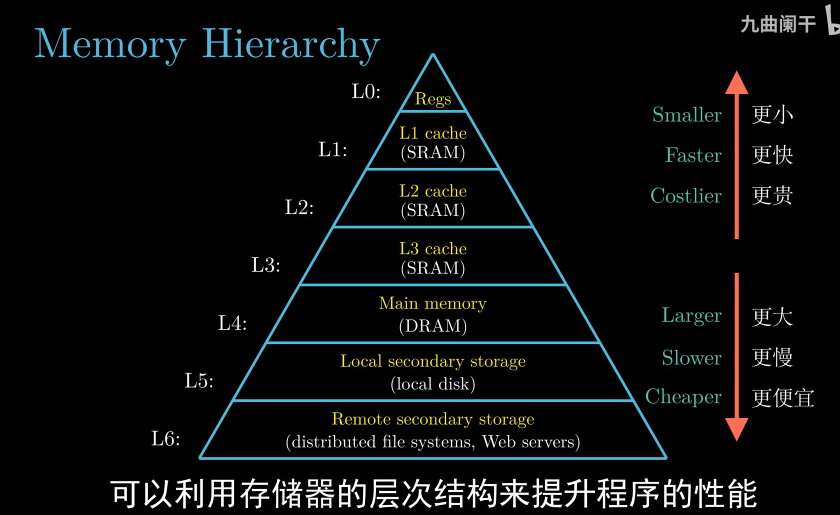 Memory Hierarchy
九曲阑干
L0:
Regs
L1:
L1 cache
(SRAM)
L2:
L2 cache
(SRAM)
L3:
L3 cache
(SRAM)
L4:
Main memory
(DRAM)
L5:
Local secondary storage
(local disk)
L6:
Remote secondary storage
(distributed file systems, Web servers)
Smaller 更小
Faster 更快
Costlier 更贵
Larger 更大
Slower 更慢
Cheaper 更便宜
可以利用存储器的层次结构来提升程序的性能